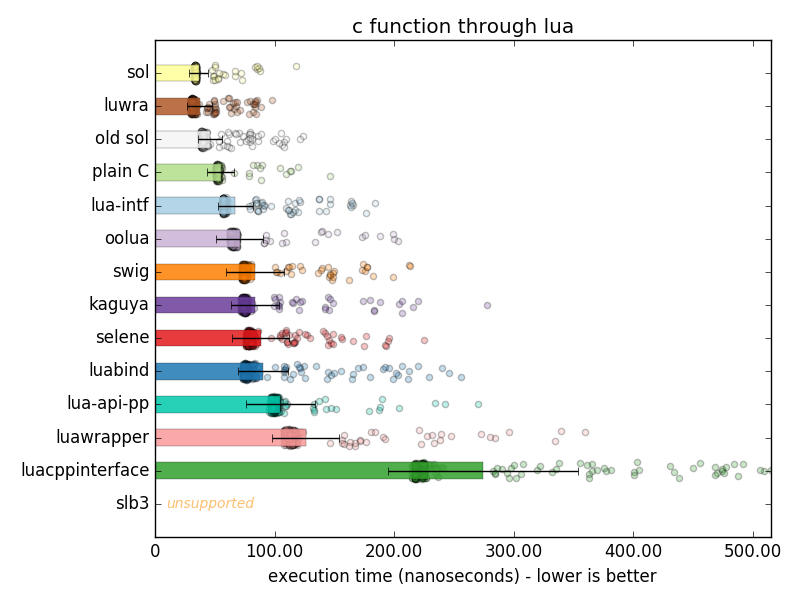 c function through lua
sol
luwra
old sol
plain C
lua-intf
oolua
swig
kaguya
selene
luabind
lua-api-pp
luawrapper
luacppinterface
slb3 unsupported
0 100.00 200.00 300.00 400.00 500.00
execution time (nanoseconds) - lower is better